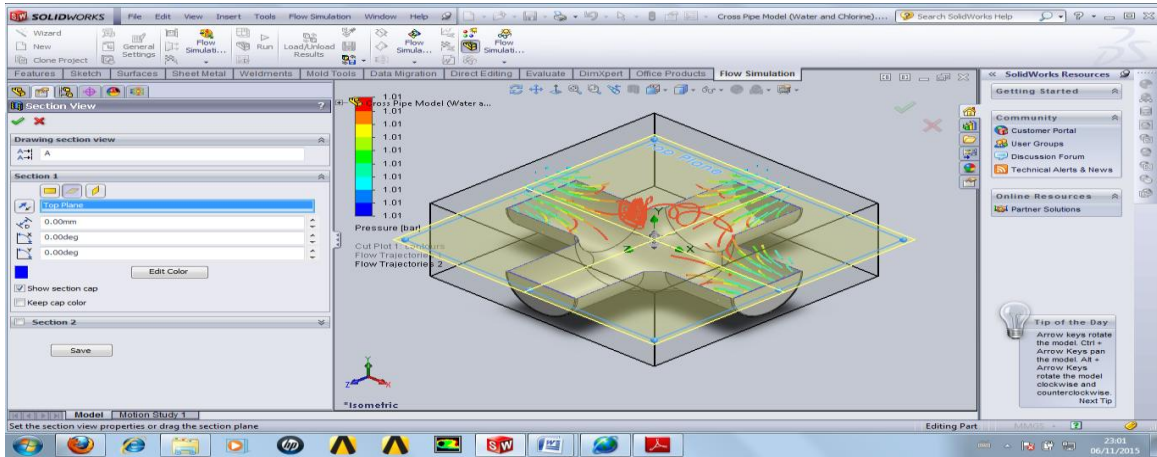 SOLIDWORKS File Edit View Insert Tools Flow Simulation Window Help Cross Pipe Model (Water and Chlorine).... Search SolidWorks Help
Wizard
New
Clone Project
General Settings
Flow Simulati...
Run
Load/Unload Results
Flow Simula...
Flow Simulati...
Features Sketch Surfaces Sheet Metal Weldments Mold Tools Data Migration Direct Editing Evaluate DimXpert Office Products Flow Simulation
Section View ?
Drawing section view
A
Section 1
Top Plane
0.00mm
0.00deg
0.00deg
Edit Color
Show section cap
Keep cap color
Section 2
Save
Cross Pipe Model (Water a...
1.01
1.01
1.01
1.01
1.01
1.01
1.01
1.01
1.01
1.01
Pressure [bar]
Cut Plot 1: contours
Flow Trajectories 1
Flow Trajectories 2
Top Plane
Y
Z X
Y
Z X
*Isometric
SolidWorks Resources
Getting Started
Community
Customer Portal
User Groups
Discussion Forum
Technical Alerts & News
Online Resources
Partner Solutions
Tip of the Day
Arrow keys rotate
the model. Ctrl +
Arrow Keys pan
the model. Alt +
Arrow Keys
rotate the model
clockwise and
counterclockwise.
Next Tip
Model Motion Study 1
Set the section view properties or drag the section plane Editing Part MMGS
hp SW
23:01
06/11/2015